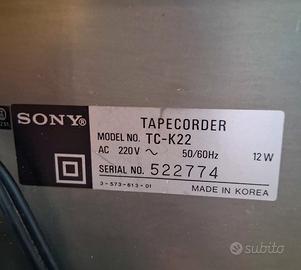 SONY®
TAPECORDER
MODEL NO. TC-K22
AC 220V ~ 50/60Hz 12W
SERIAL NO. 522774
3-573-613-01
MADE IN KOREA
subito